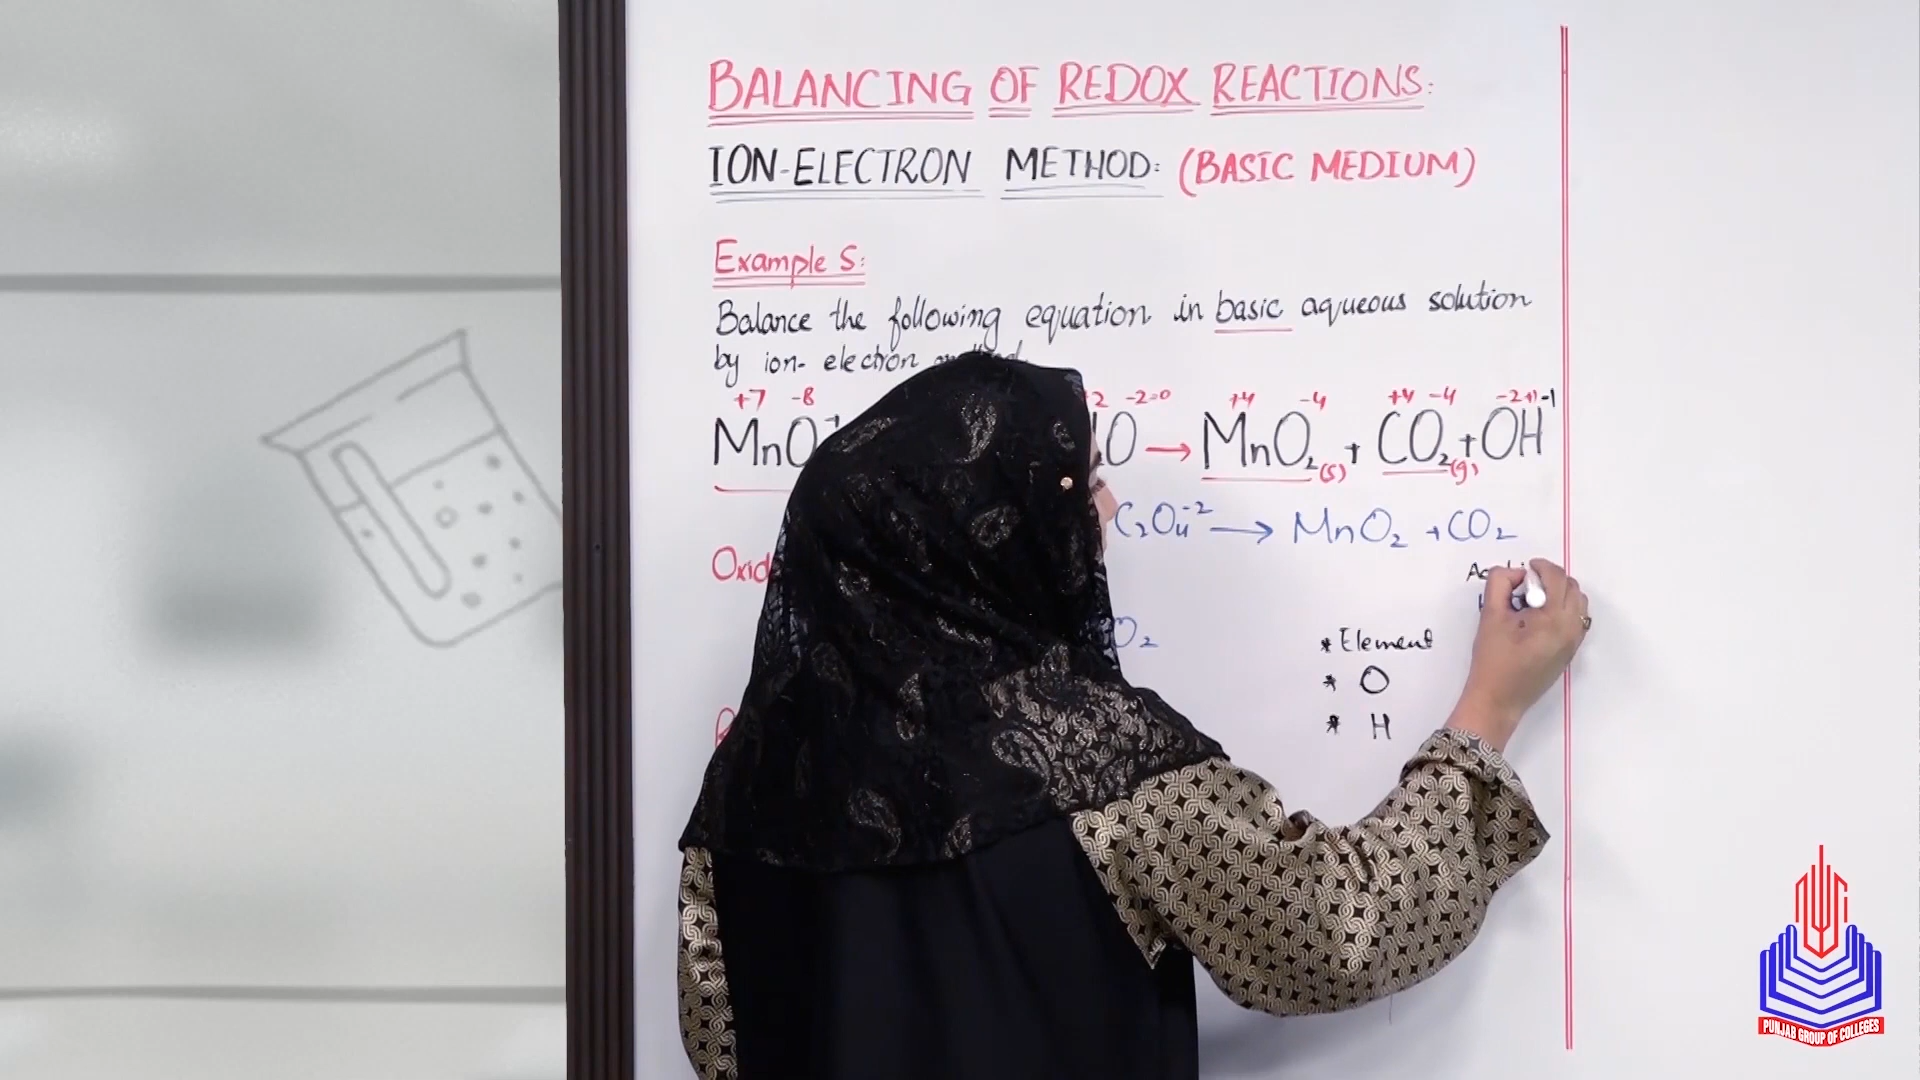 BALANCING OF REDOX REACTIONS:
ION-ELECTRON METHOD: (BASIC MEDIUM)
Example 5:
Balance the following equation in basic aqueous solution
by ion- electron
+7 -8 +2 -2=0 +4 -4 +4 -4 -2+1 -1
MnO O → MnO₂(s) + CO₂(g) + OH
C₂O₄⁻² → MnO₂ + CO₂
Oxid
O₂
* Element
* O
* H
PUNJAB GROUP OF COLLEGES